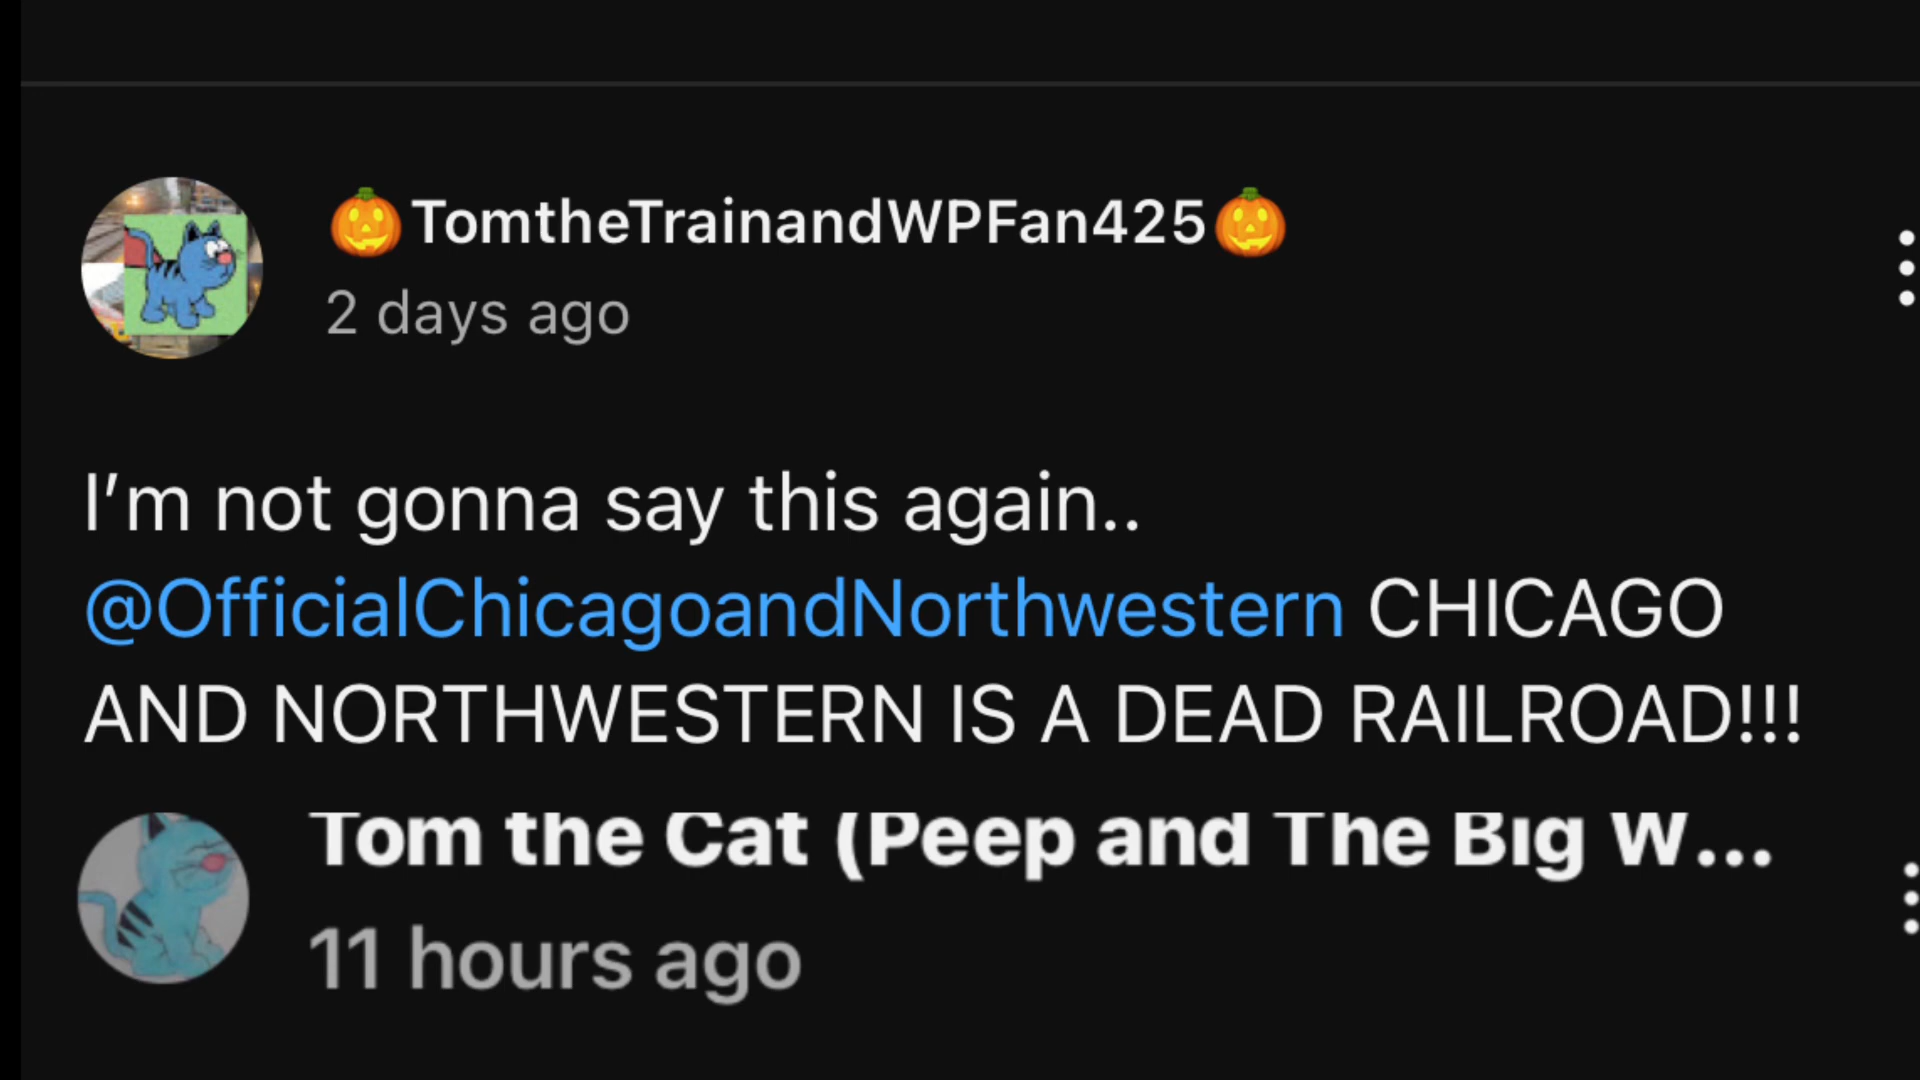 🎃TomtheTrainandWPFan425🎃
2 days ago
I’m not gonna say this again..
@OfficialChicagoandNorthwestern CHICAGO
AND NORTHWESTERN IS A DEAD RAILROAD!!!
Tom the Cat (Peep and The Big W...
11 hours ago